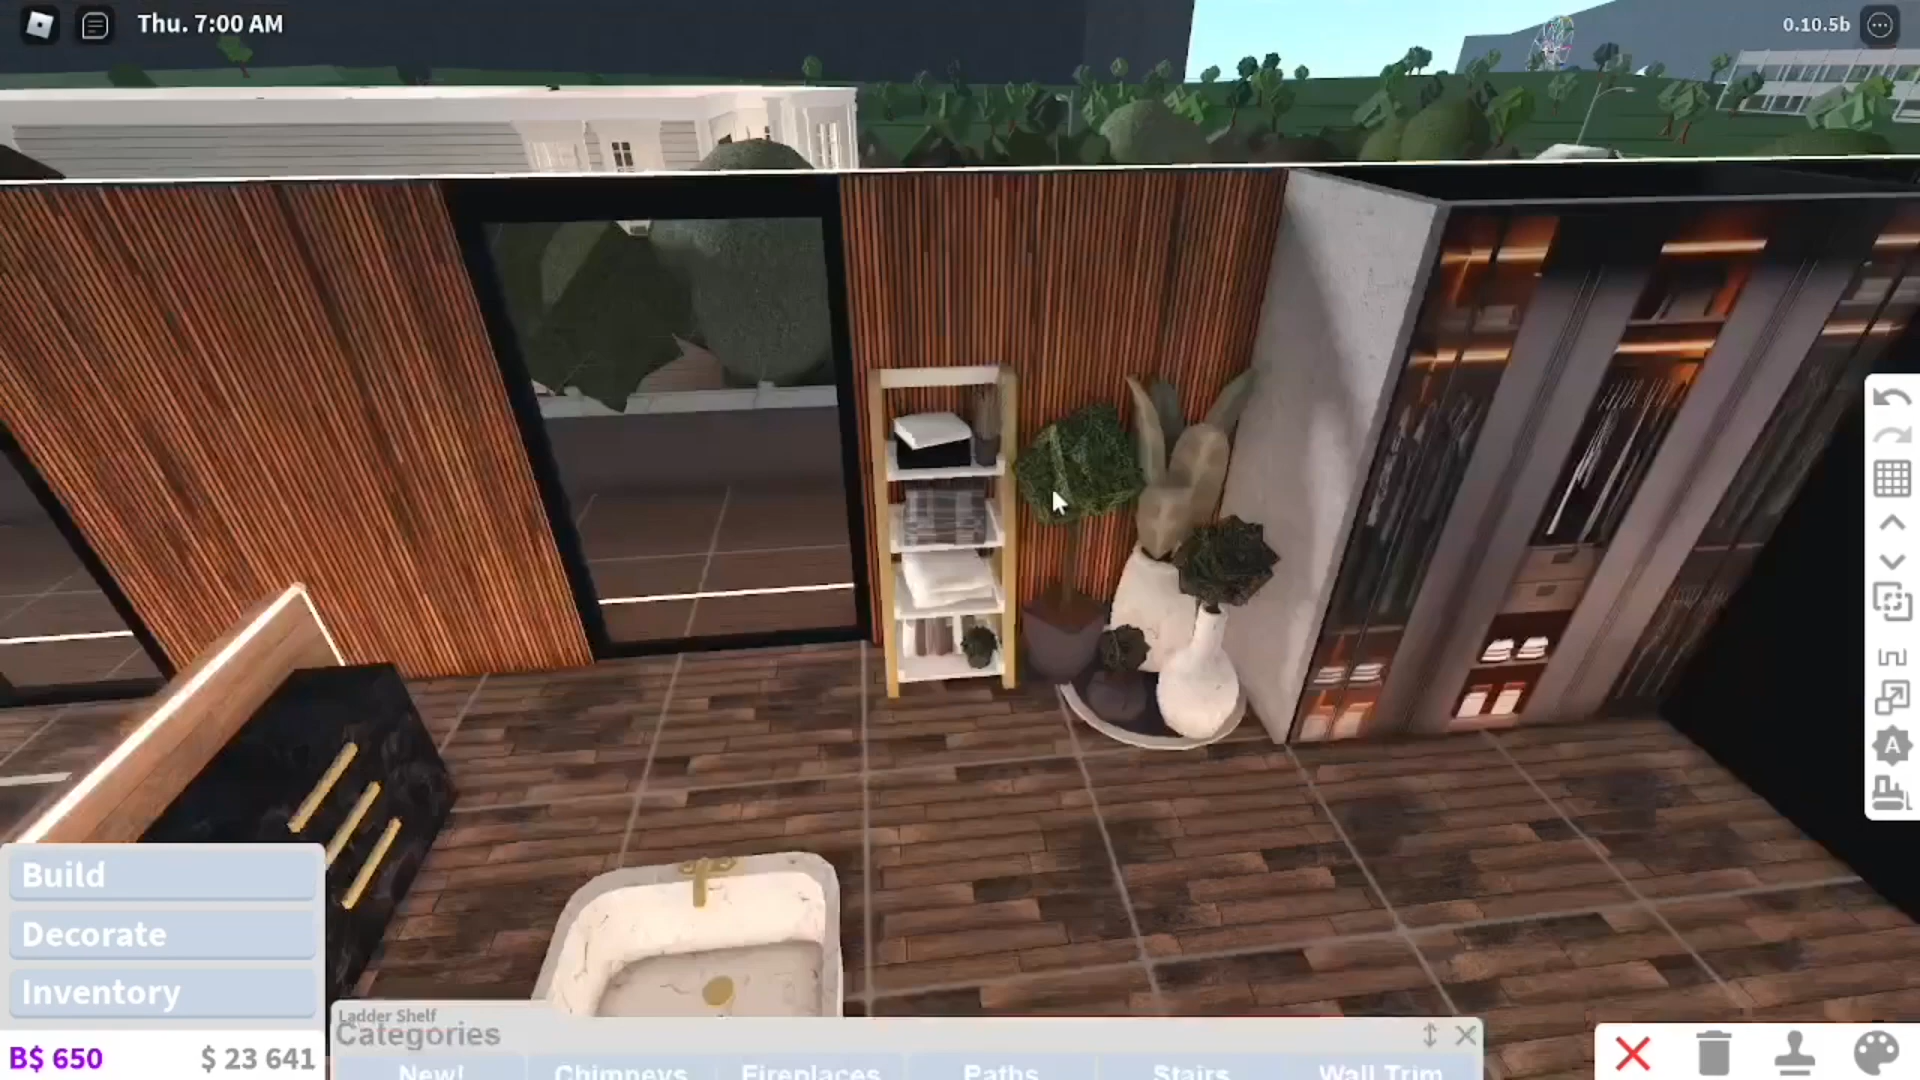 Thu. 7:00 AM
0.10.5b
A
Build
Decorate
Inventory
B$ 650
$ 23 641
Ladder Shelf
Categories
New!
Chimneys
Fireplaces
Paths
Stairs
Wall Trim